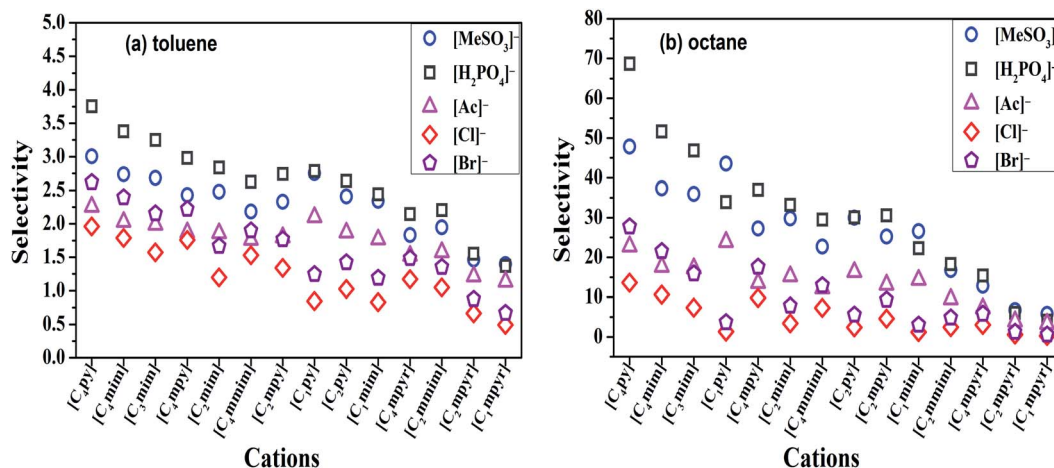 (a) toluene
[MeSO₃]⁻
[H₂PO₄]⁻
[Ac]⁻
[Cl]⁻
[Br]⁻
5.0
4.5
4.0
3.5
3.0
2.5
2.0
1.5
1.0
0.5
0.0
Selectivity
[C₄py]
[C₄mim]
[C₃mim]
[C₄mpy]
[C₂mim]
[C₄mmim]
[C₂mpy]
[C₁py]
[C₂py]
[C₁mim]
[C₄mpyr]
[C₂mmim]
[C₂mpyr]
[C₁mpyr]
Cations
(b) octane
[MeSO₃]
[H₂PO₄]⁻
[Ac]⁻
[Cl]⁻
[Br]⁻
80
70
60
50
40
30
20
10
0
Selectivity
[C₄py]
[C₄mim]
[C₃mim]
[C₁py]
[C₄mpy]
[C₂mim]
[C₄mmim]
[C₂py]
[C₂mpy]
[C₁mim]
[C₂mmim]
[C₄mpyr]
[C₂mpyr]
[C₁mpyr]
Cations